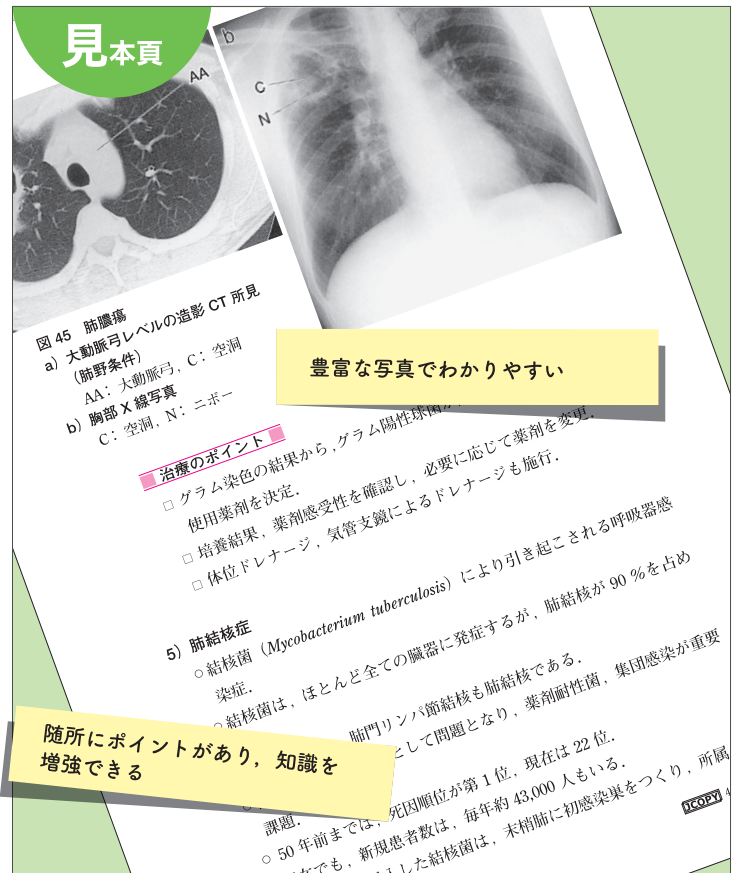 見本頁
AA
b
C
N
図 45 肺膿瘍
a）大動脈弓レベルの造影 CT 所見
（肺野条件）
AA：大動脈弓，C：空洞
b）胸部 X 線写真
C：空洞，N：ニボー
豊富な写真でわかりやすい
治療のポイント
□ グラム染色の結果から，グラム陽性球菌か
使用薬剤を決定．
□ 培養結果，薬剤感受性を確認し，必要に応じて薬剤を変更．
□ 体位ドレナージ，気管支鏡によるドレナージも施行．
5）肺結核症
○ 結核菌（Mycobacterium tuberculosis）により引き起こされる呼吸器感
染症．
○ 結核菌は，ほとんど全ての臓器に発症するが，肺結核が 90 %を占め
肺門リンパ節結核も肺結核である．
として問題となり，薬剤耐性菌，集団感染が重要
課題．
随所にポイントがあり，知識を
増強できる
○ 50 年前までは，死因順位が第 1 位，現在は 22 位．
でも，新規患者数は，毎年約 43,000 人もいる．
した結核菌は，末梢肺に初感染巣をつくり，所属
JCOPY